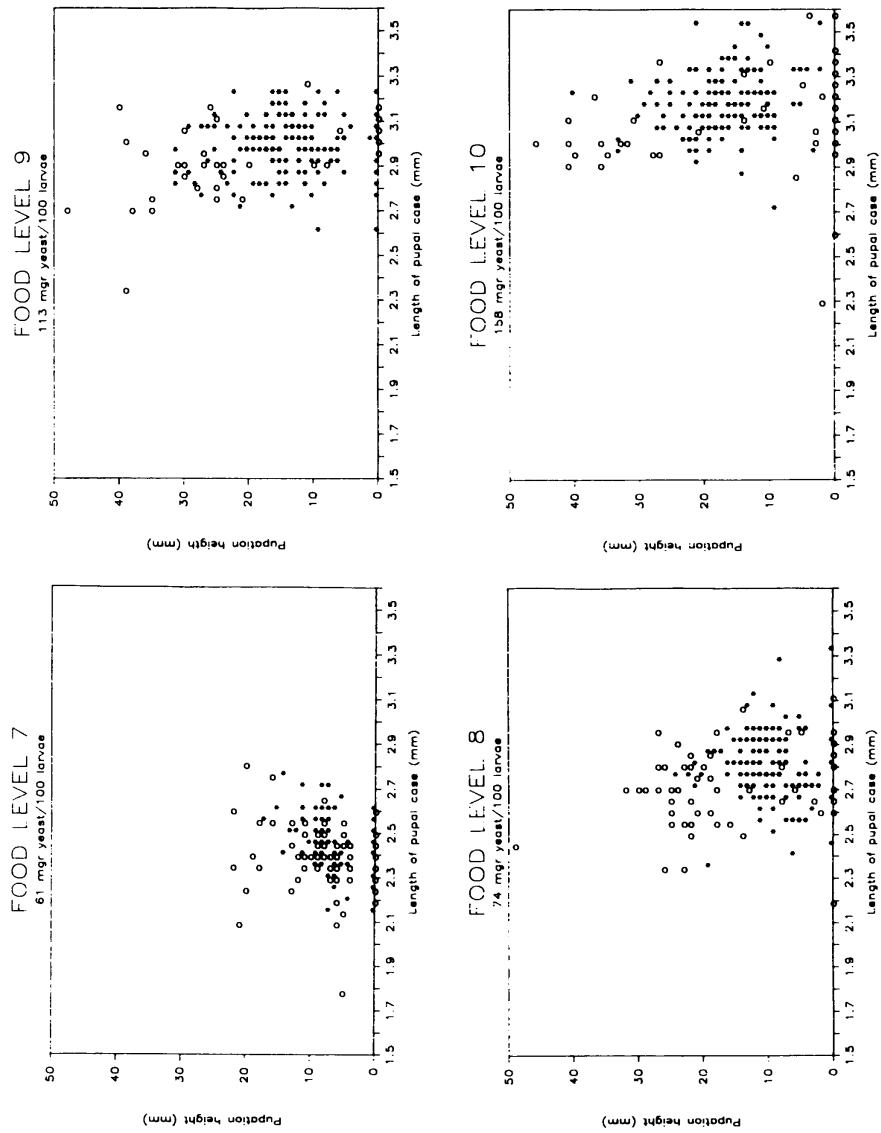 FOOD LEVEL 7
61 mgr yeast/100 larvae
Pupation height (mm)
50
40
30
20
10
0
1.5 1.7 1.9 2.1 2.3 2.5 2.7 2.9 3.1 3.3 3.5
Length of pupal case (mm)
FOOD LEVEL 9
113 mgr yeast/100 larvae
Pupation heigth (mm)
50
40
30
20
10
0
1.5 1.7 1.9 2.1 2.3 2.5 2.7 2.9 3.1 3.3 3.5
Length of pupal case (mm)
FOOD LEVEL 8
74 mgr yeast/100 larvae
Pupation height (mm)
50
40
30
20
10
0
1.5 1.7 1.9 2.1 2.3 2.5 2.7 2.9 3.1 3.3 3.5
Length of pupal case (mm)
FOOD LEVEL 10
158 mgr yeast/100 larvae
Pupation height (mm)
50
40
30
20
10
0
1.5 1.7 1.9 2.1 2.3 2.5 2.7 2.9 3.1 3.3 3.5
Length of pupal case (mm)